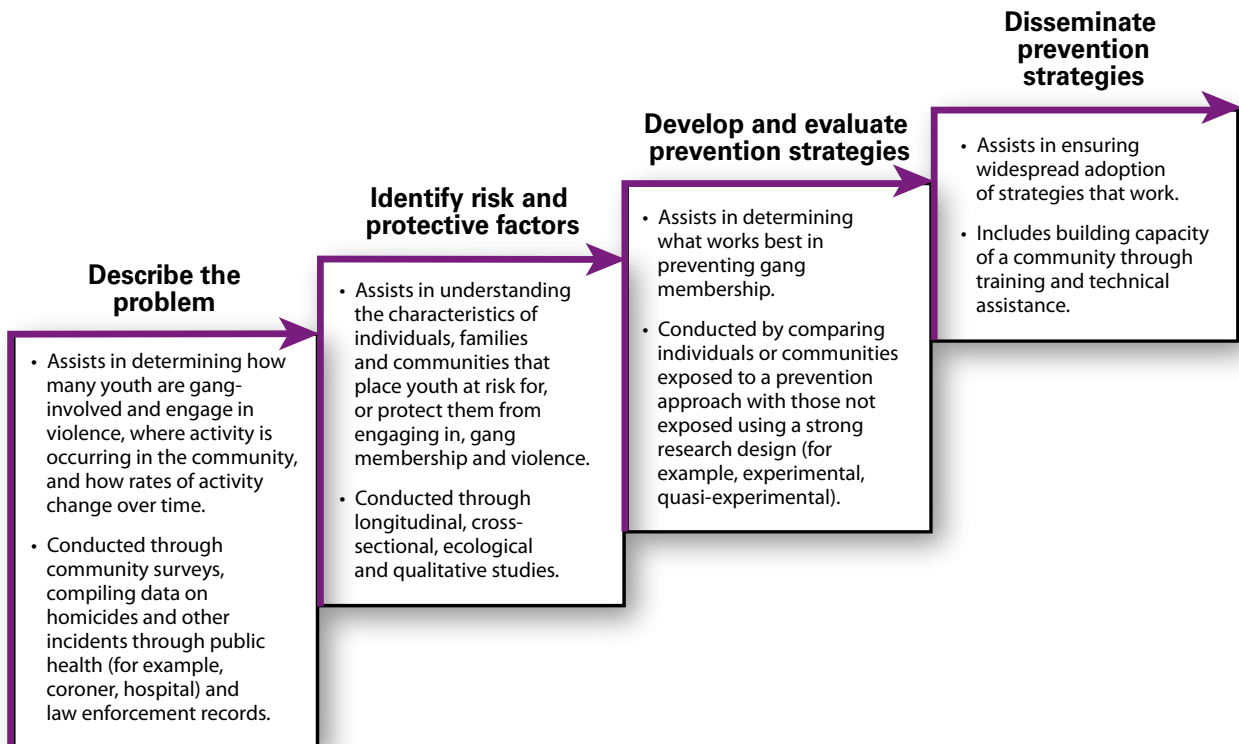 Describe the
problem
• Assists in determining how
many youth are gang-
involved and engage in
violence, where activity is
occurring in the community,
and how rates of activity
change over time.
• Conducted through
community surveys,
compiling data on
homicides and other
incidents through public
health (for example,
coroner, hospital) and
law enforcement records.
Identify risk and
protective factors
• Assists in understanding
the characteristics of
individuals, families
and communities that
place youth at risk for,
or protect them from
engaging in, gang
membership and violence.
• Conducted through
longitudinal, cross-
sectional, ecological
and qualitative studies.
Develop and evaluate
prevention strategies
• Assists in determining
what works best in
preventing gang
membership.
• Conducted by comparing
individuals or communities
exposed to a prevention
approach with those not
exposed using a strong
research design (for
example, experimental,
quasi-experimental).
Disseminate
prevention
strategies
• Assists in ensuring
widespread adoption
of strategies that work.
• Includes building capacity
of a community through
training and technical
assistance.